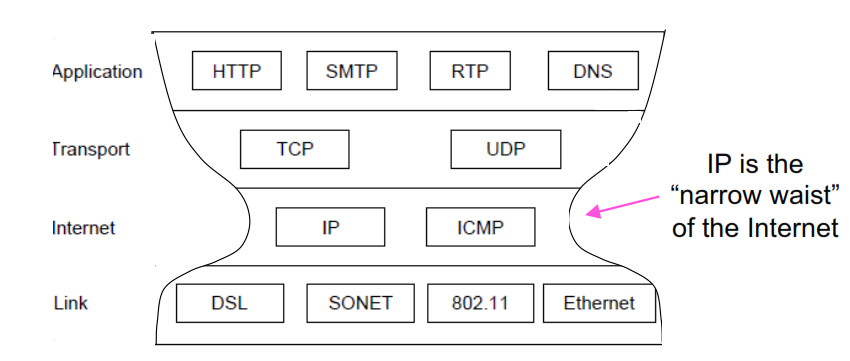 Application HTTP SMTP RTP DNS
Transport TCP UDP
IP is the
“narrow waist”
of the Internet
Internet IP ICMP
Link DSL SONET 802.11 Ethernet